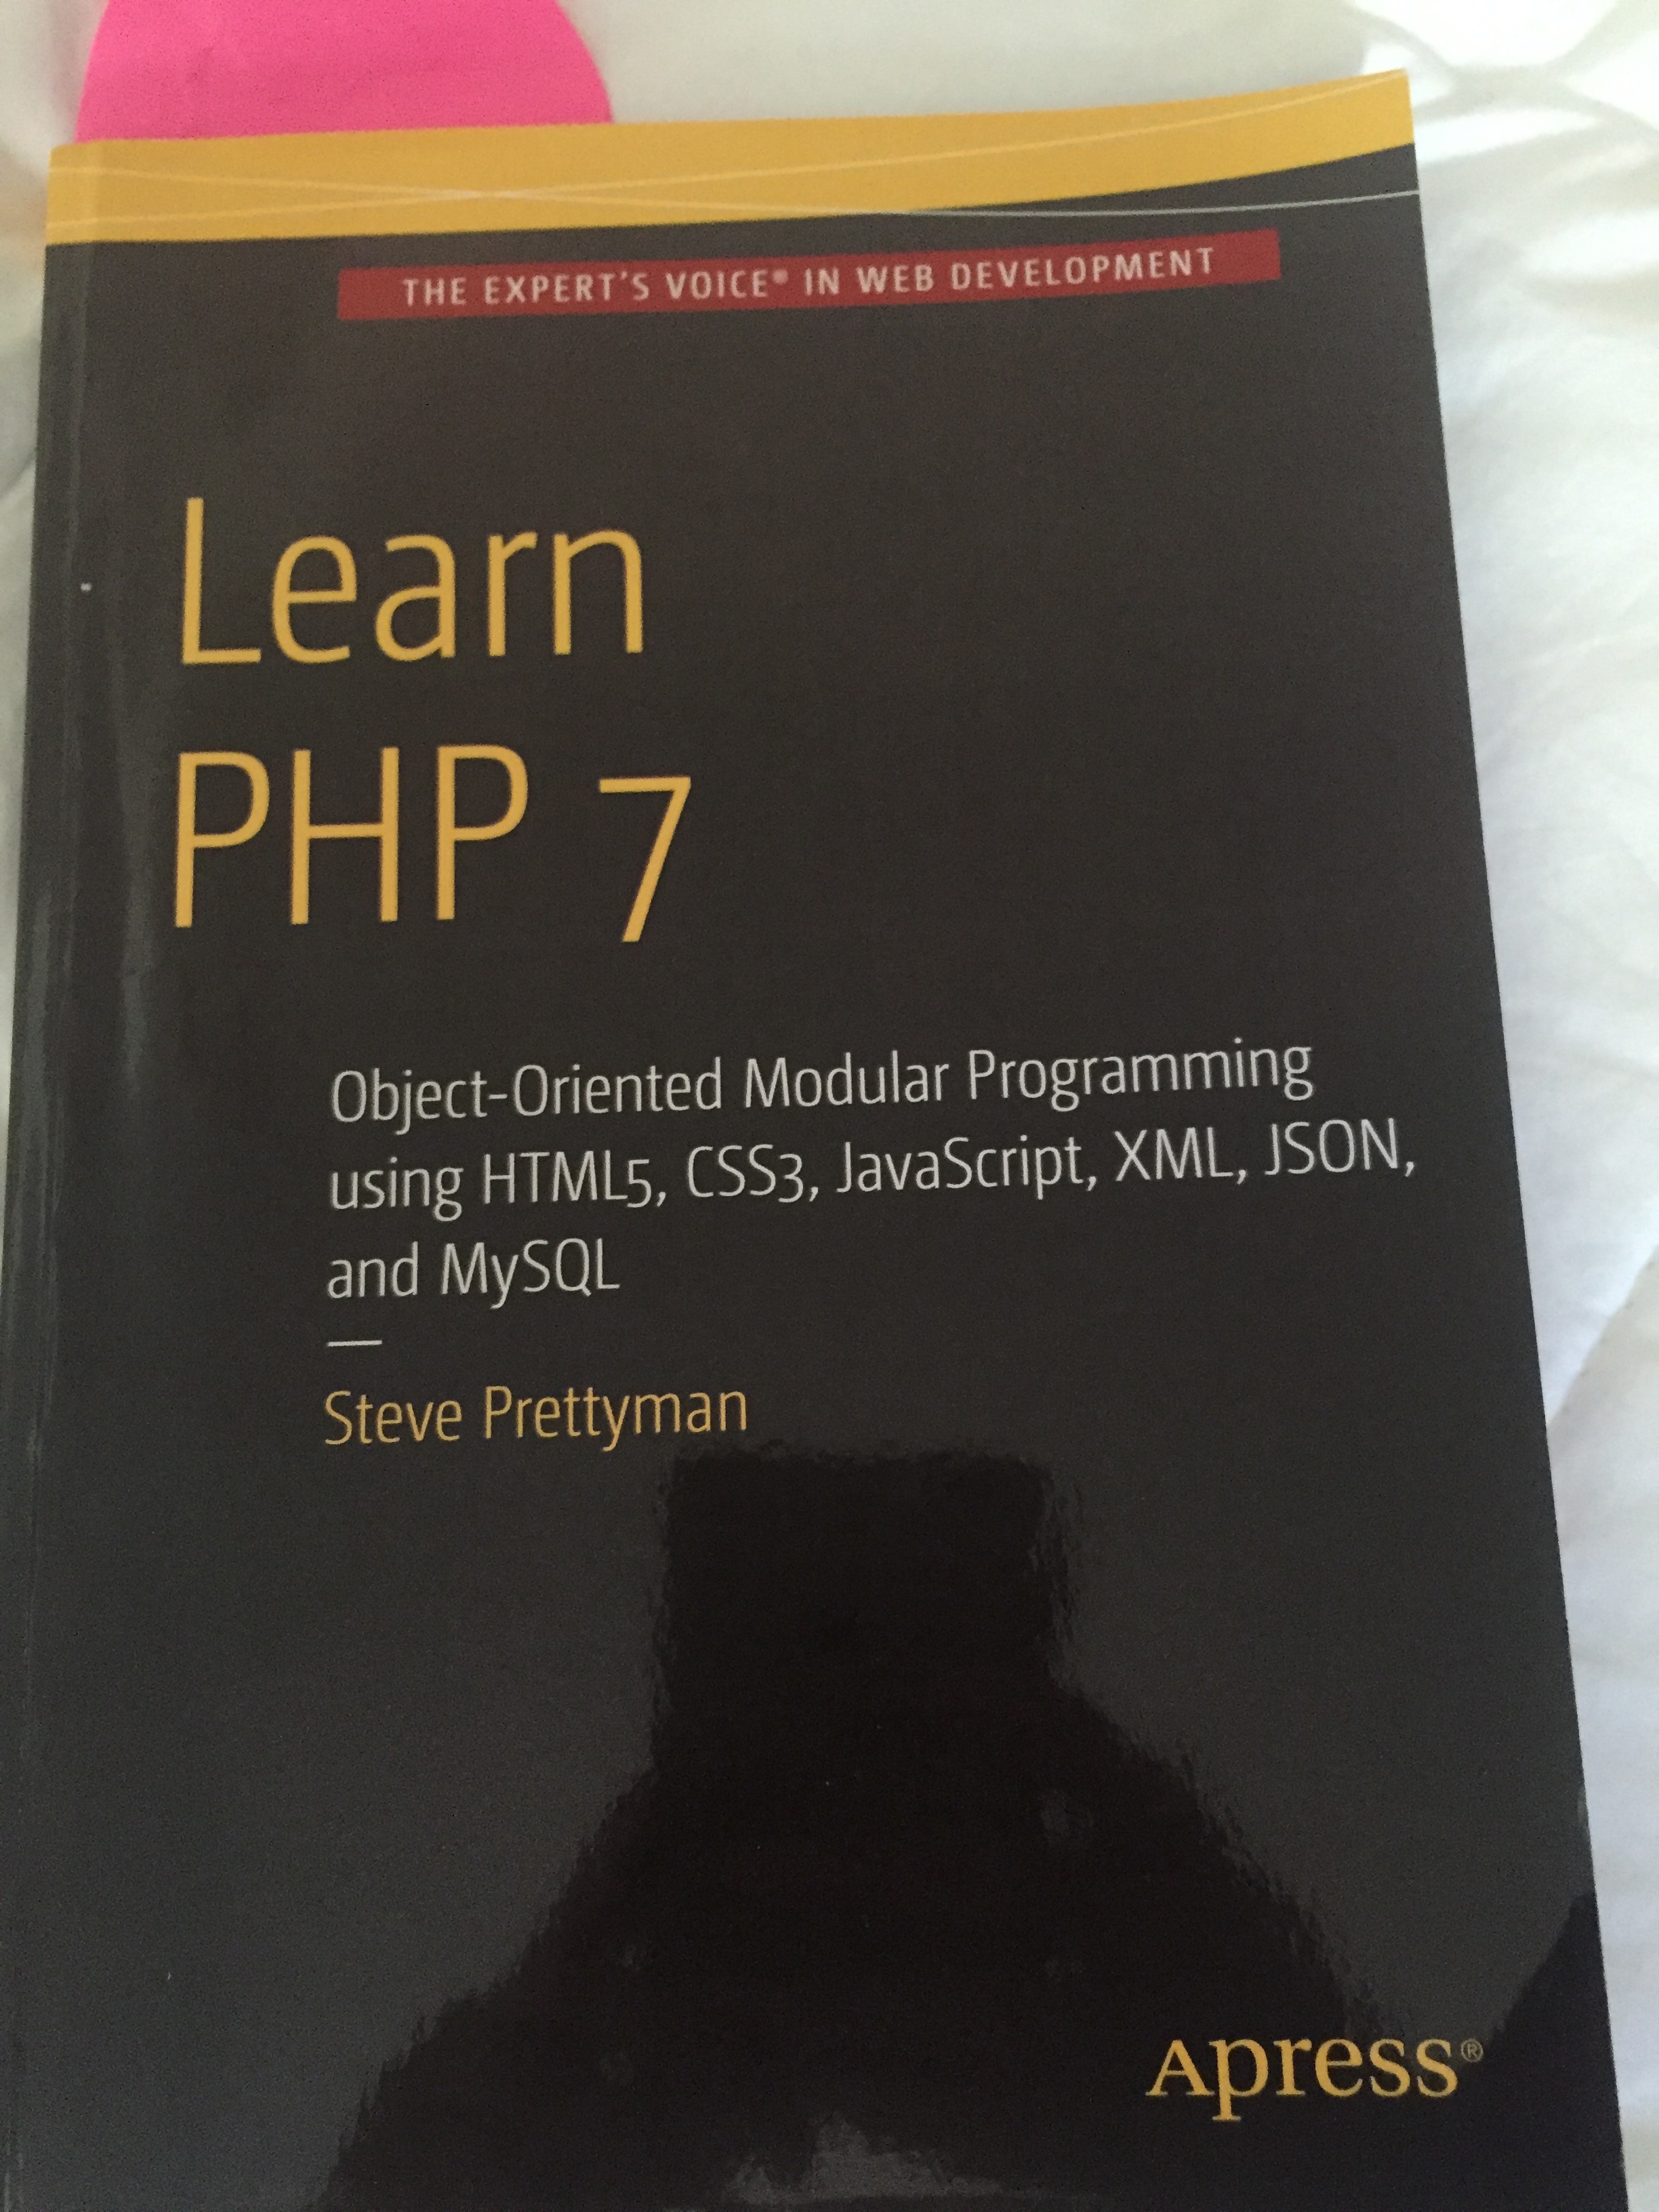 THE EXPERT'S VOICE® IN WEB DEVELOPMENT
Learn
PHP 7
Object-Oriented Modular Programming
using HTML5, CSS3, JavaScript, XML, JSON,
and MySQL
—
Steve Prettyman
Apress®